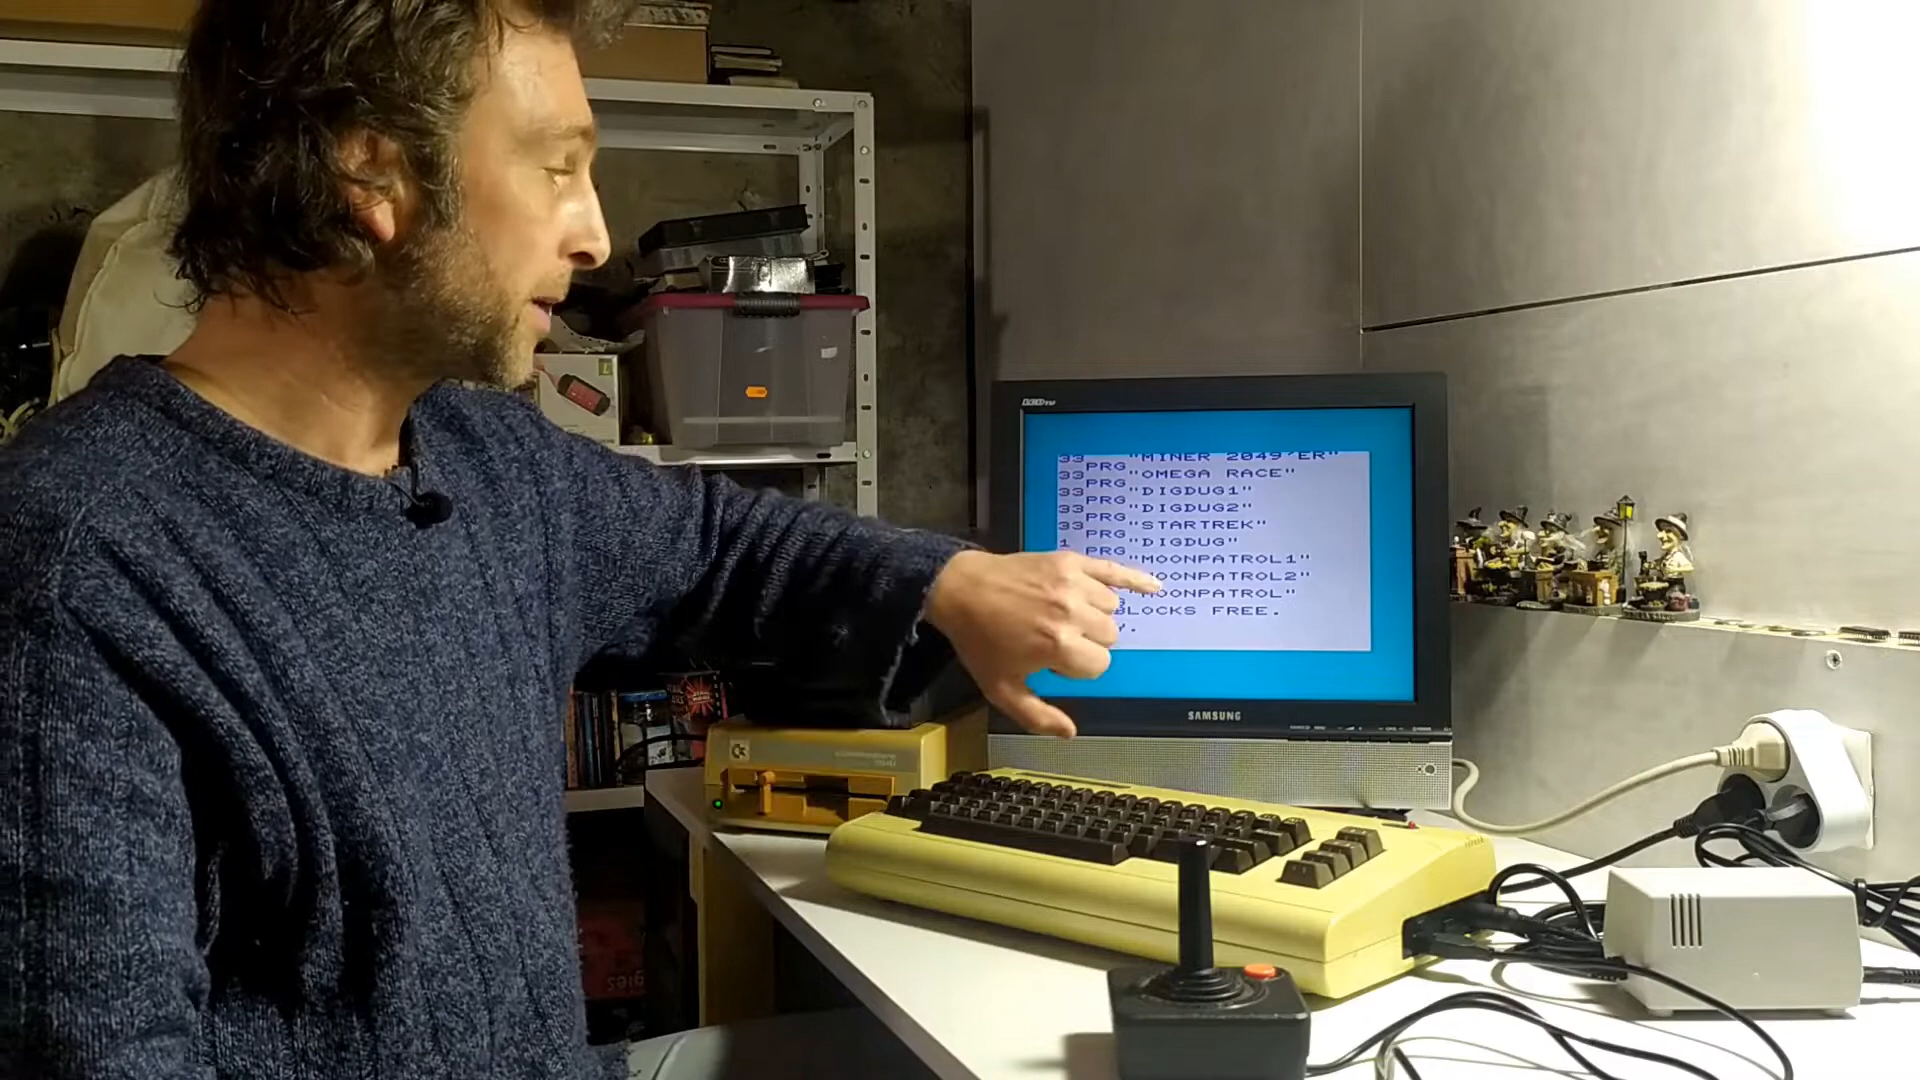 33 "MINER 2049'ER"
PRG
33 "OMEGA RACE"
PRG
33 "DIGDUG1"
PRG
33 "DIGDUG2"
PRG
33 "STARTREK"
PRG
1 "DIGDUG"
PRG
"MOONPATROL1"
MOONPATROL2"
"MOONPATROL"
BLOCKS FREE.
Y.
SAMSUNG